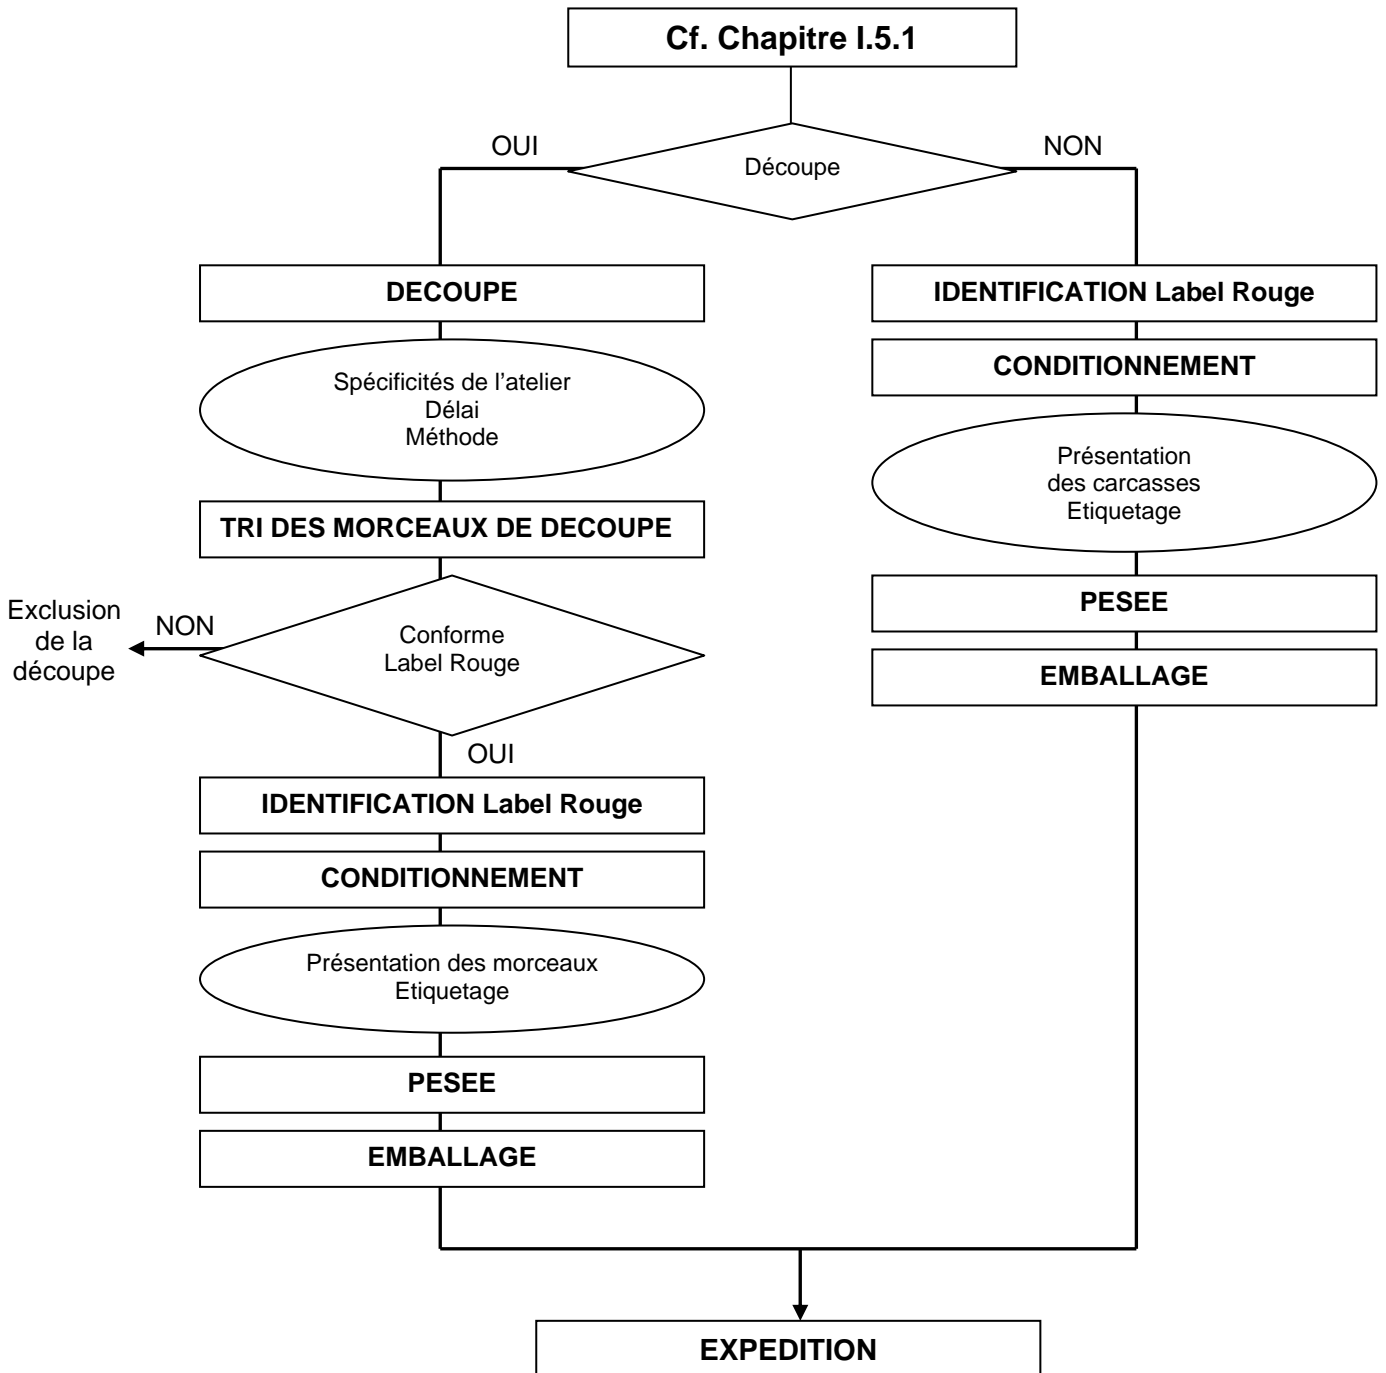 Cf. Chapitre I.5.1
OUI
NON
Découpe
DECOUPE
Spécificités de l’atelier
Délai
Méthode
TRI DES MORCEAUX DE DECOUPE
Exclusion
de la
découpe
NON
Conforme
Label Rouge
OUI
IDENTIFICATION Label Rouge
CONDITIONNEMENT
Présentation des morceaux
Etiquetage
PESEE
EMBALLAGE
IDENTIFICATION Label Rouge
CONDITIONNEMENT
Présentation
des carcasses
Etiquetage
PESEE
EMBALLAGE
EXPEDITION